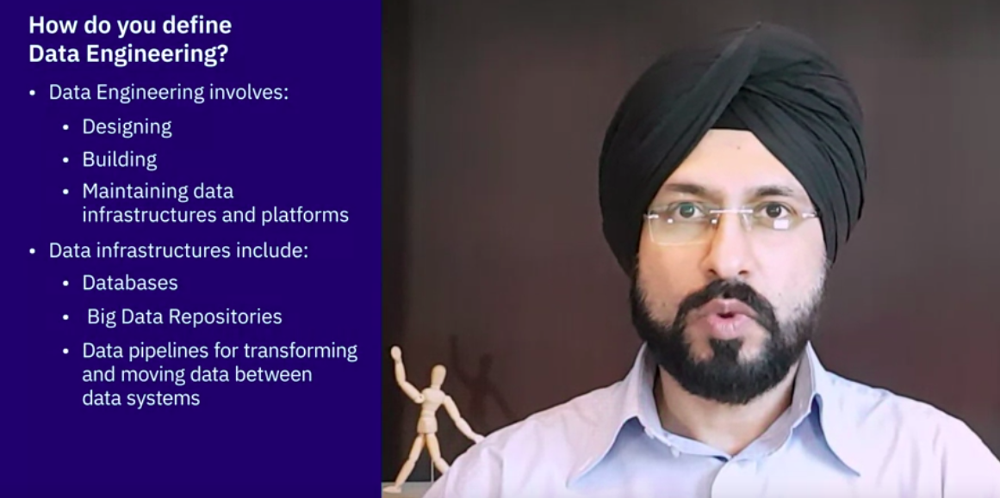 How do you define
Data Engineering?
• Data Engineering involves:
• Designing
• Building
• Maintaining data
infrastructures and platforms
• Data infrastructures include:
• Databases
• Big Data Repositories
• Data pipelines for transforming
and moving data between
data systems